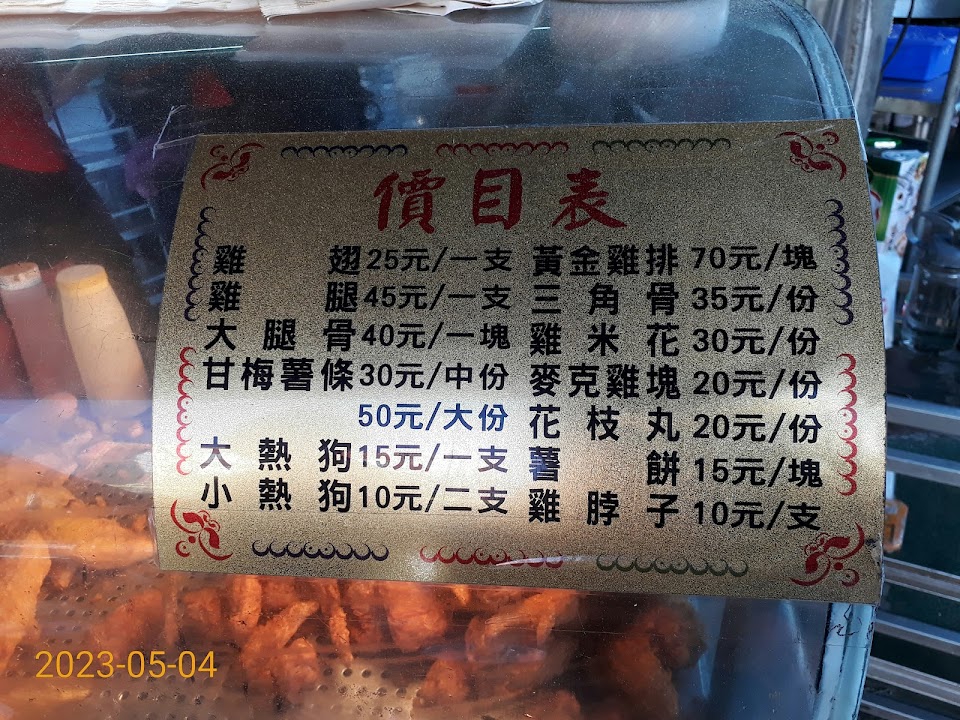 價目表
雞翅25元/一支
雞腿45元/一支
大腿骨40元/一塊
甘梅薯條30元/中份
50元/大份
大熱狗15元/一支
小熱狗10元/二支
黃金雞排70元/塊
三角骨35元/份
雞米花30元/份
麥克雞塊20元/份
花枝丸20元/份
薯餅15元/塊
雞脖子10元/支
2023-05-04